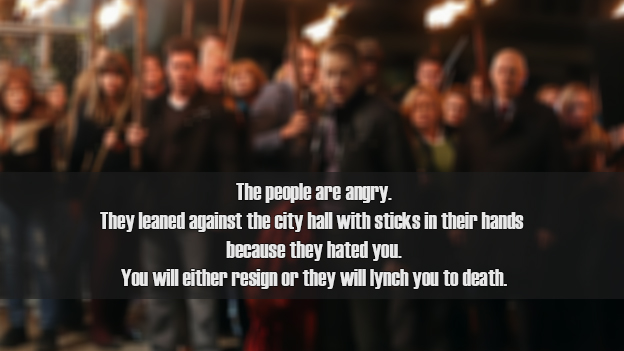 The people are angry.
They leaned against the city hall with sticks in their hands
because they hated you.
You will either resign or they will lynch you to death.